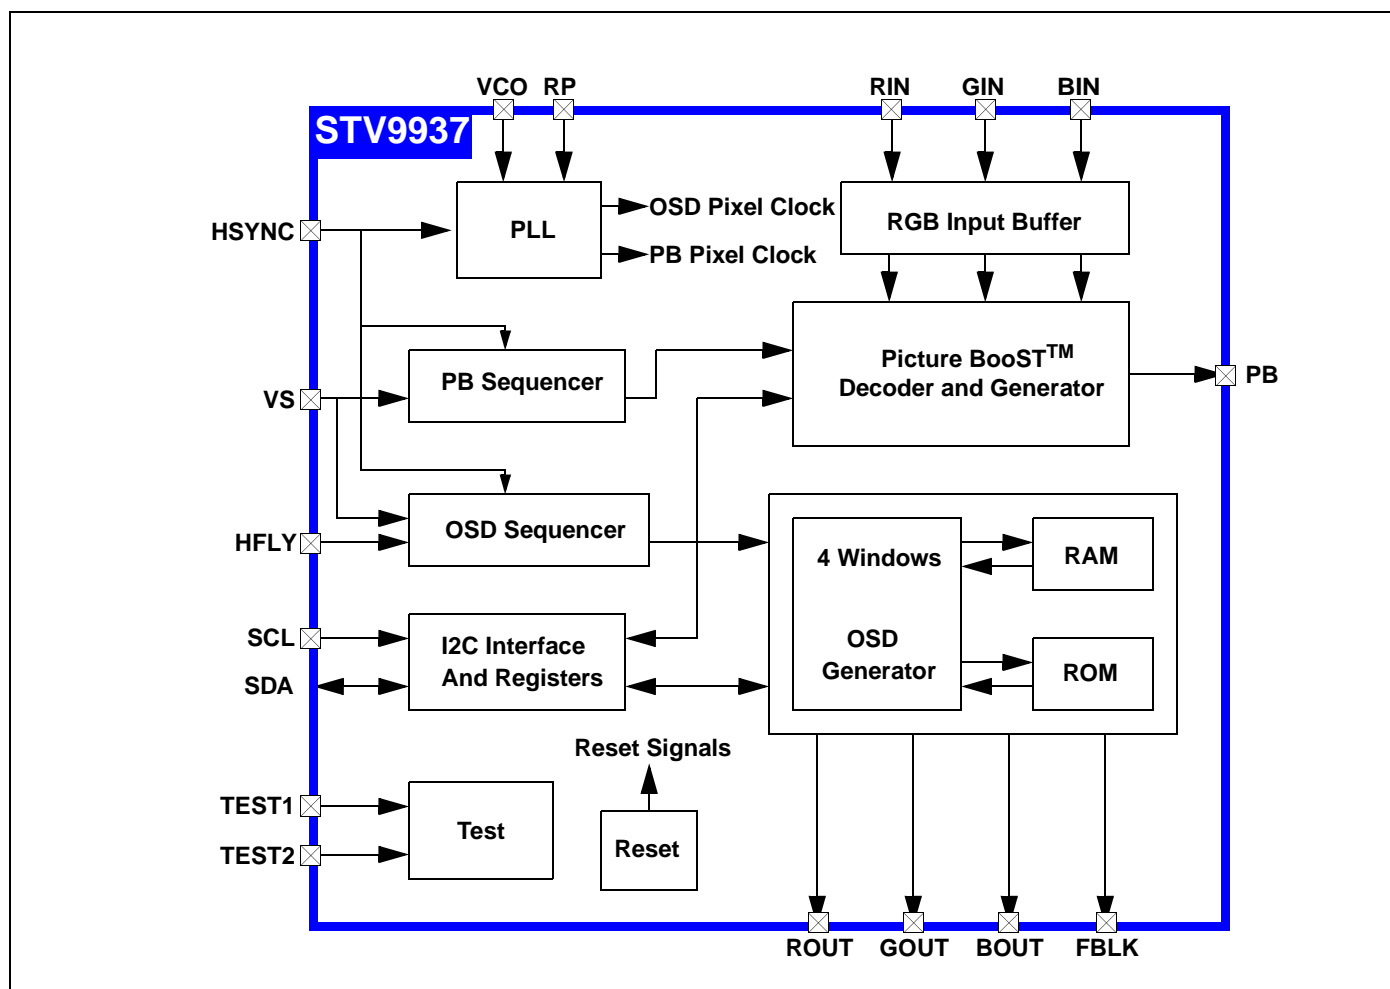 VCO RP RIN GIN BIN
STV9937
HSYNC
PLL
OSD Pixel Clock
PB Pixel Clock
RGB Input Buffer
VS
PB Sequencer
Picture BooST™
Decoder and Generator
PB
HFLY
OSD Sequencer
4 Windows
OSD
Generator
RAM
ROM
SCL
SDA
I2C Interface
And Registers
Reset Signals
TEST1
TEST2
Test
Reset
ROUT GOUT BOUT FBLK